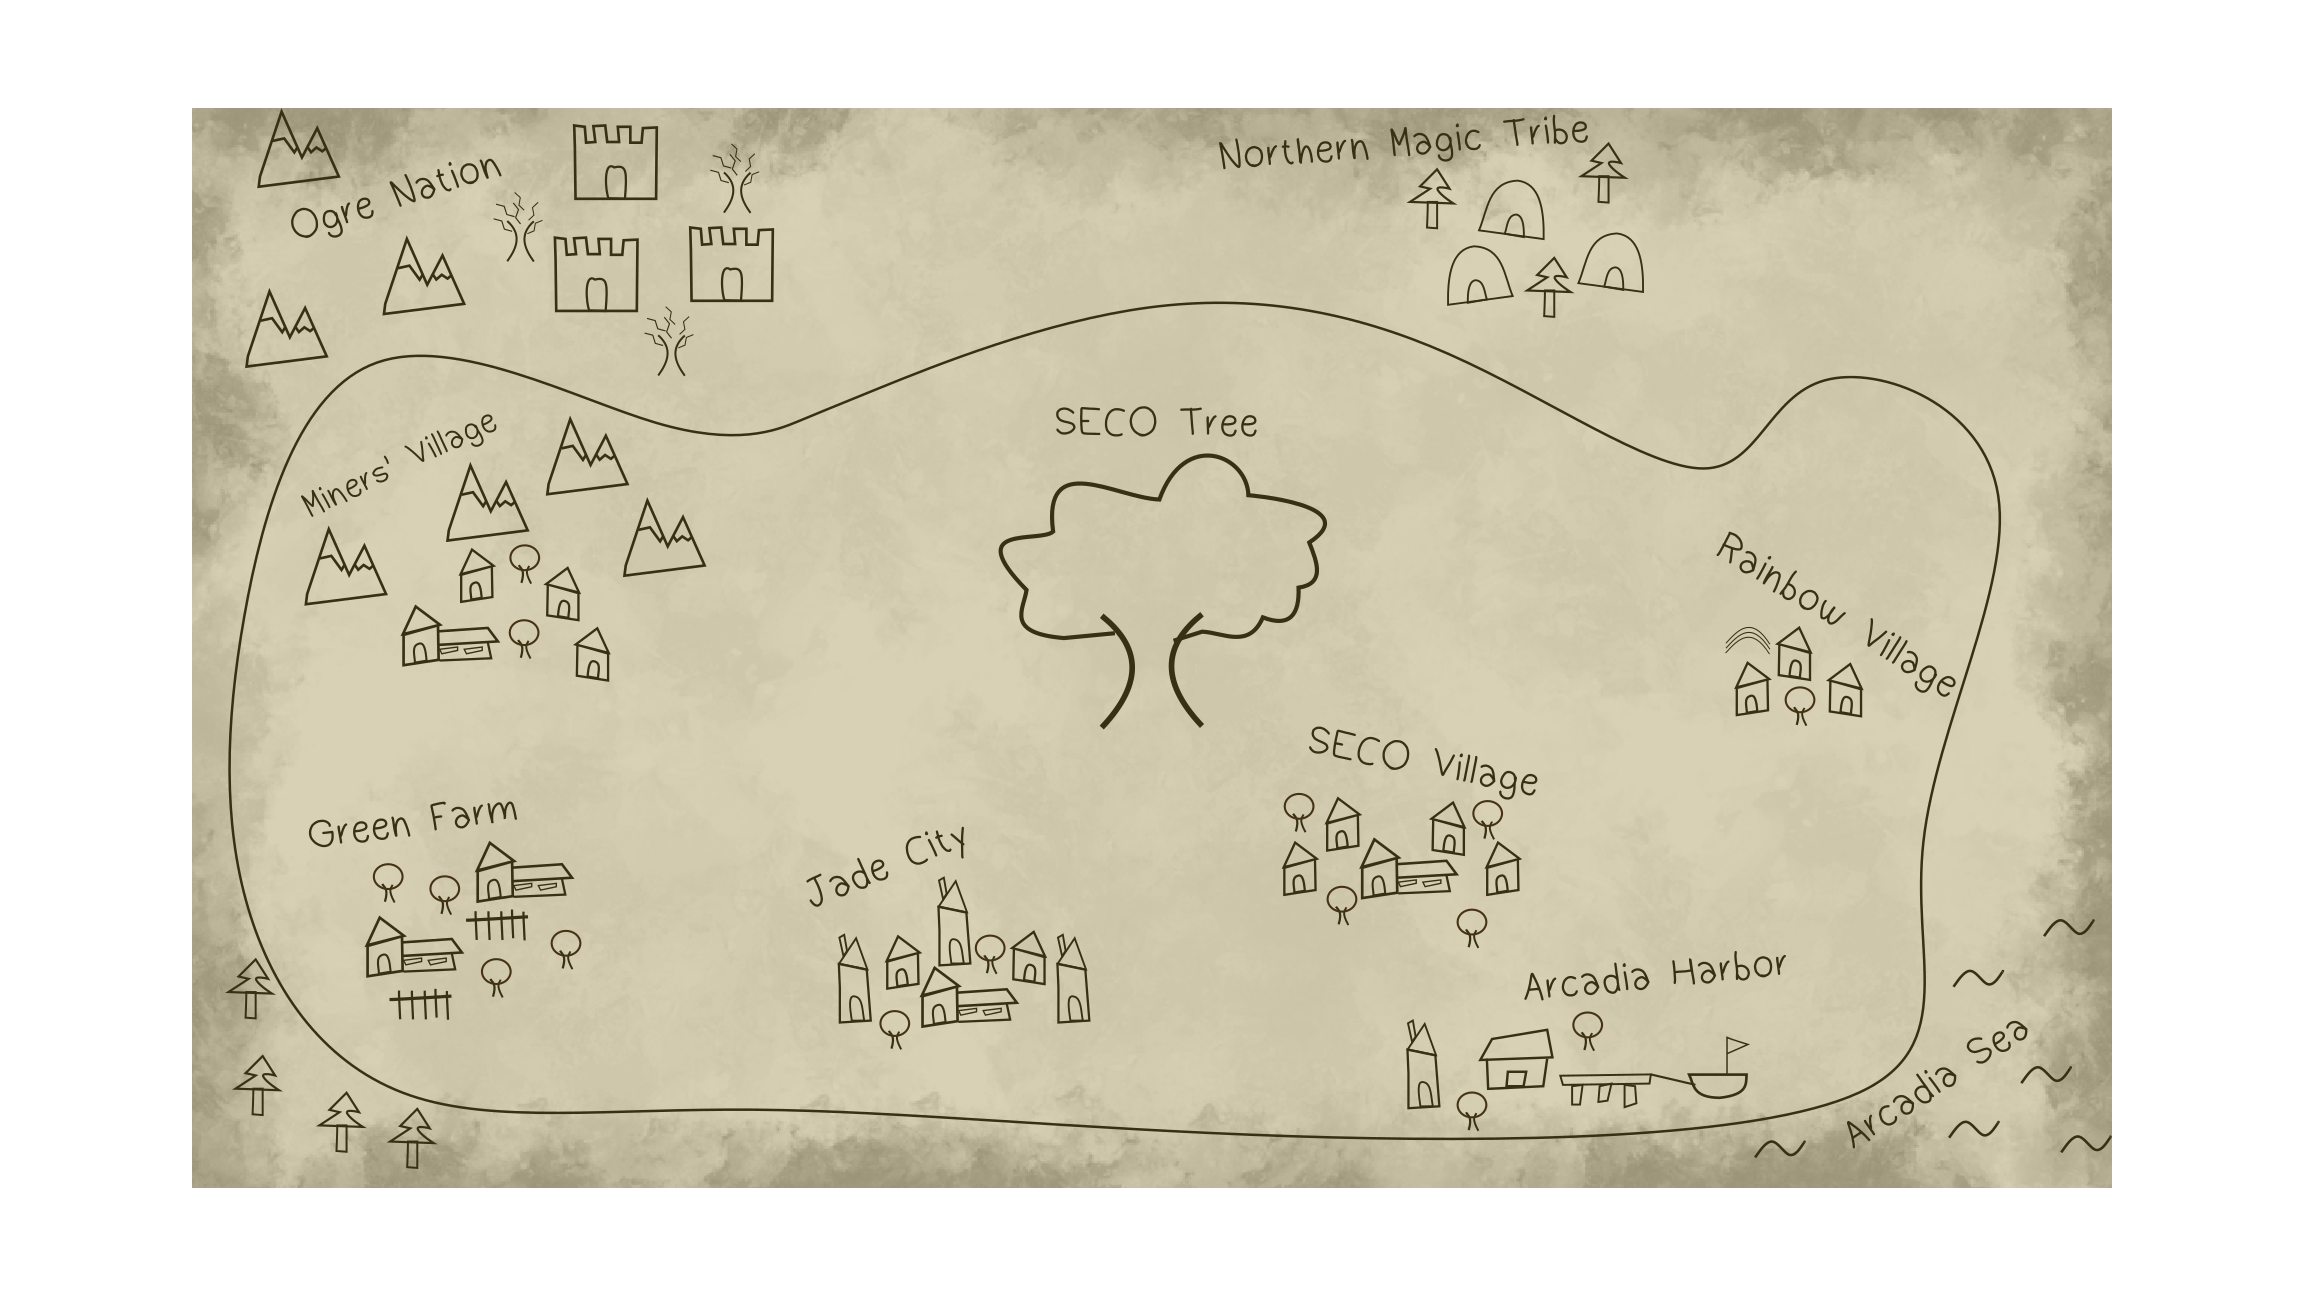 Northern Magic Tribe
Ogre Nation
SECO Tree
Miners' Village
Rainbow Village
SECO Village
Green Farm
Jade City
Arcadia Harbor
Arcadia Sea